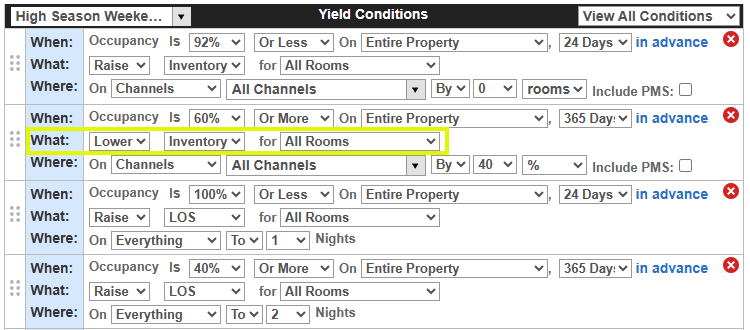 High Season Weeke... Yield Conditions View All Conditions
When: Occupancy Is 92% Or Less On Entire Property , 24 Days in advance
What: Raise Inventory for All Rooms
Where: On Channels All Channels By 0 rooms Include PMS:
When: Occupancy Is 60% Or More On Entire Property , 365 Days in advance
What: Lower Inventory for All Rooms
Where: On Channels All Channels By 40 % Include PMS:
When: Occupancy Is 100% Or Less On Entire Property , 24 Days in advance
What: Raise LOS for All Rooms
Where: On Everything To 1 Nights
When: Occupancy Is 40% Or More On Entire Property , 365 Days in advance
What: Raise LOS for All Rooms
Where: On Everything To 2 Nights